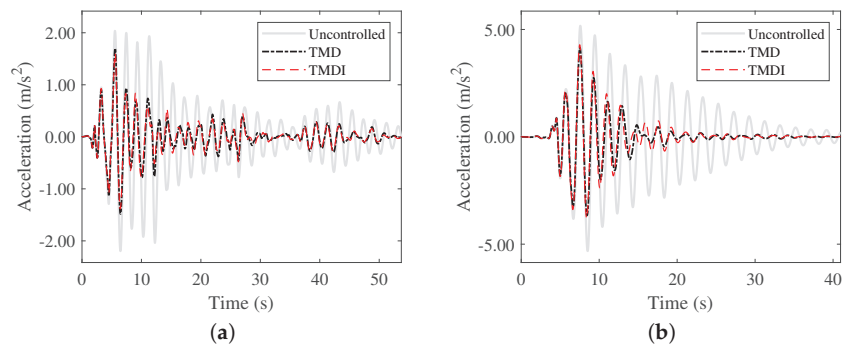 Uncontrolled
TMD
TMDI
2.00
1.00
0.00
-1.00
-2.00
Acceleration (m/s²)
0 10 20 30 40 50
Time (s)
(a)
Uncontrolled
TMD
TMDI
5.00
0.00
-5.00
Acceleration (m/s²)
0 10 20 30 40
Time (s)
(b)